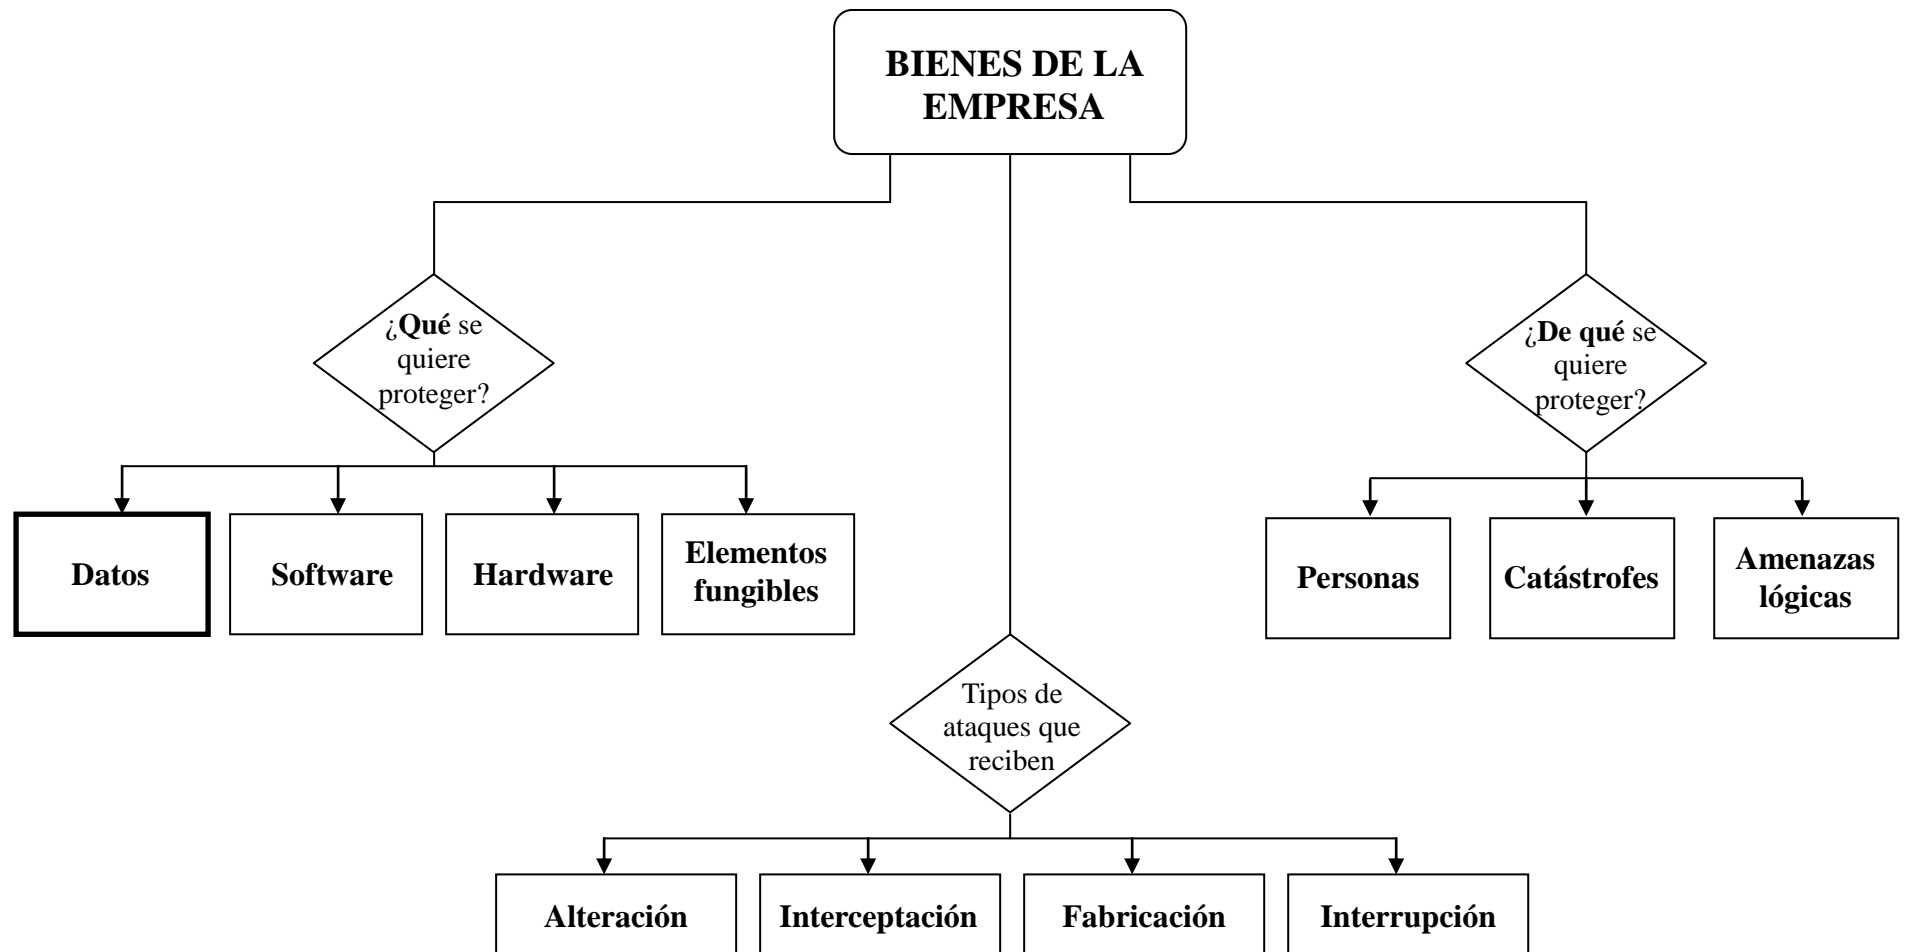 BIENES DE LA
EMPRESA
¿Qué se
quiere
proteger?
¿De qué se
quiere
proteger?
Datos
Software
Hardware
Elementos
fungibles
Personas
Catástrofes
Amenazas
lógicas
Tipos de
ataques que
reciben
Alteración
Interceptación
Fabricación
Interrupción